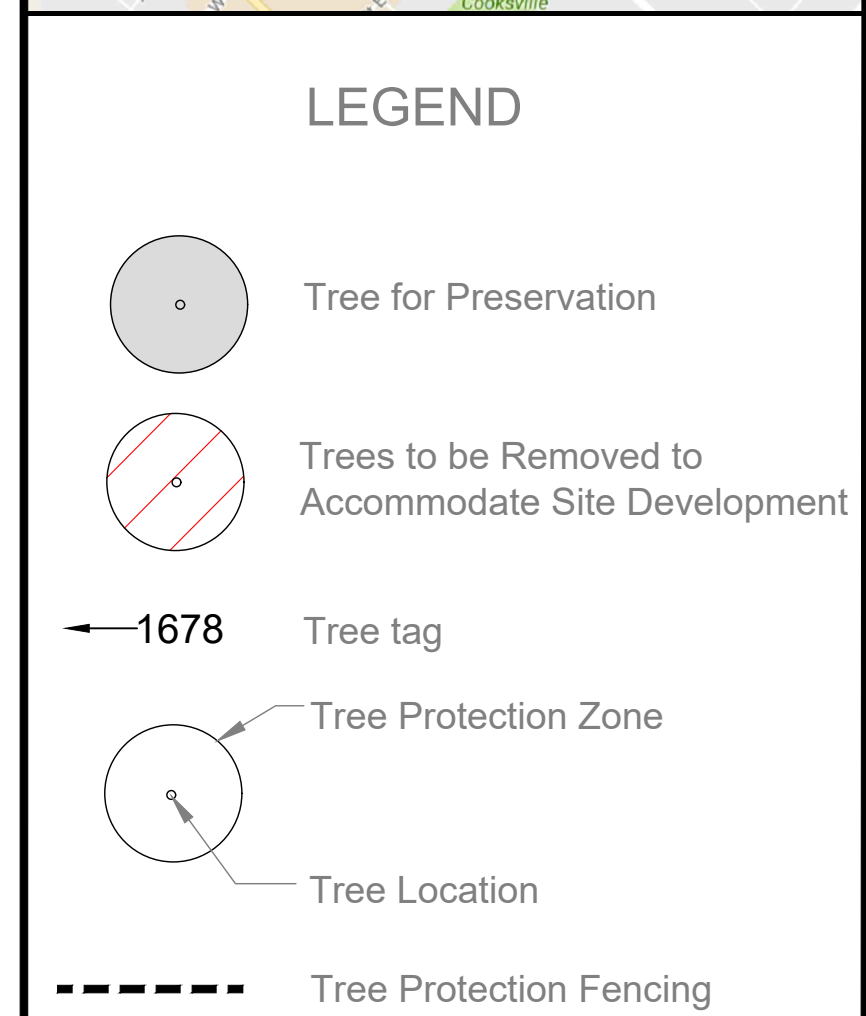 Cooksville
LEGEND
Tree for Preservation
Trees to be Removed to
Accommodate Site Development
1678
Tree tag
Tree Protection Zone
Tree Location
Tree Protection Fencing